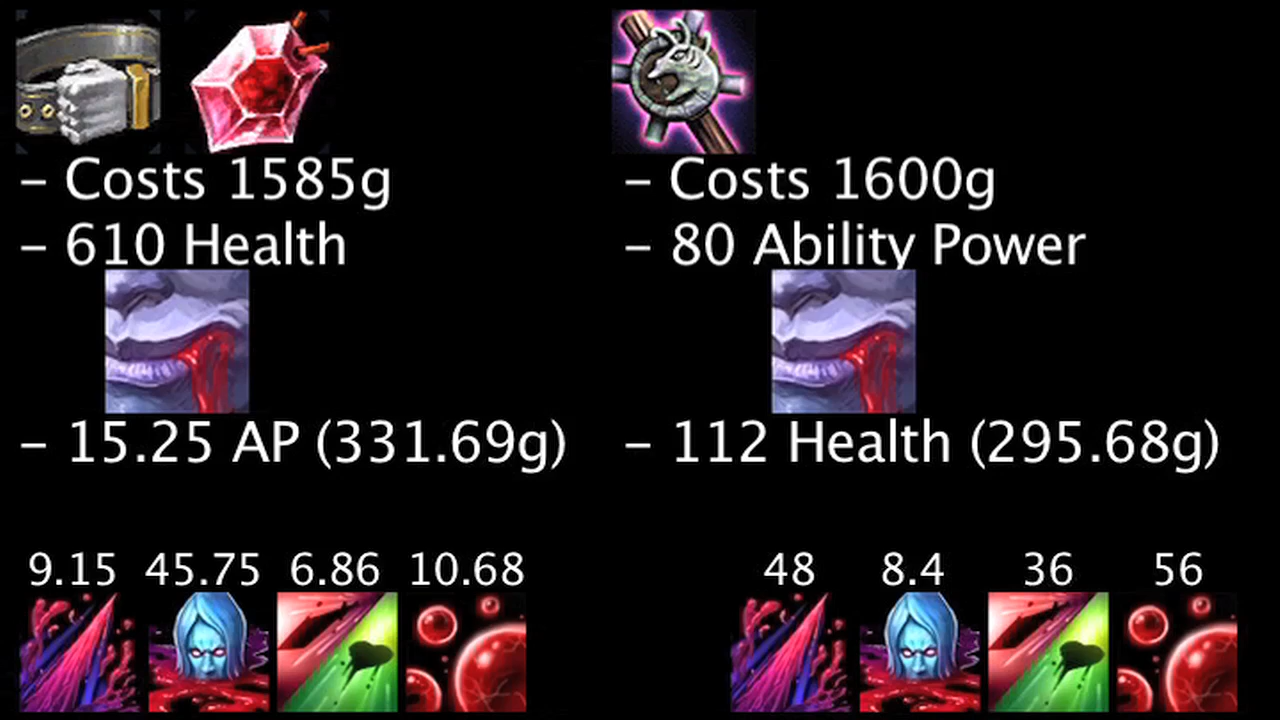 – Costs 1585g
– 610 Health
– 15.25 AP (331.69g)
9.15 45.75 6.86 10.68
– Costs 1600g
– 80 Ability Power
– 112 Health (295.68g)
48 8.4 36 56